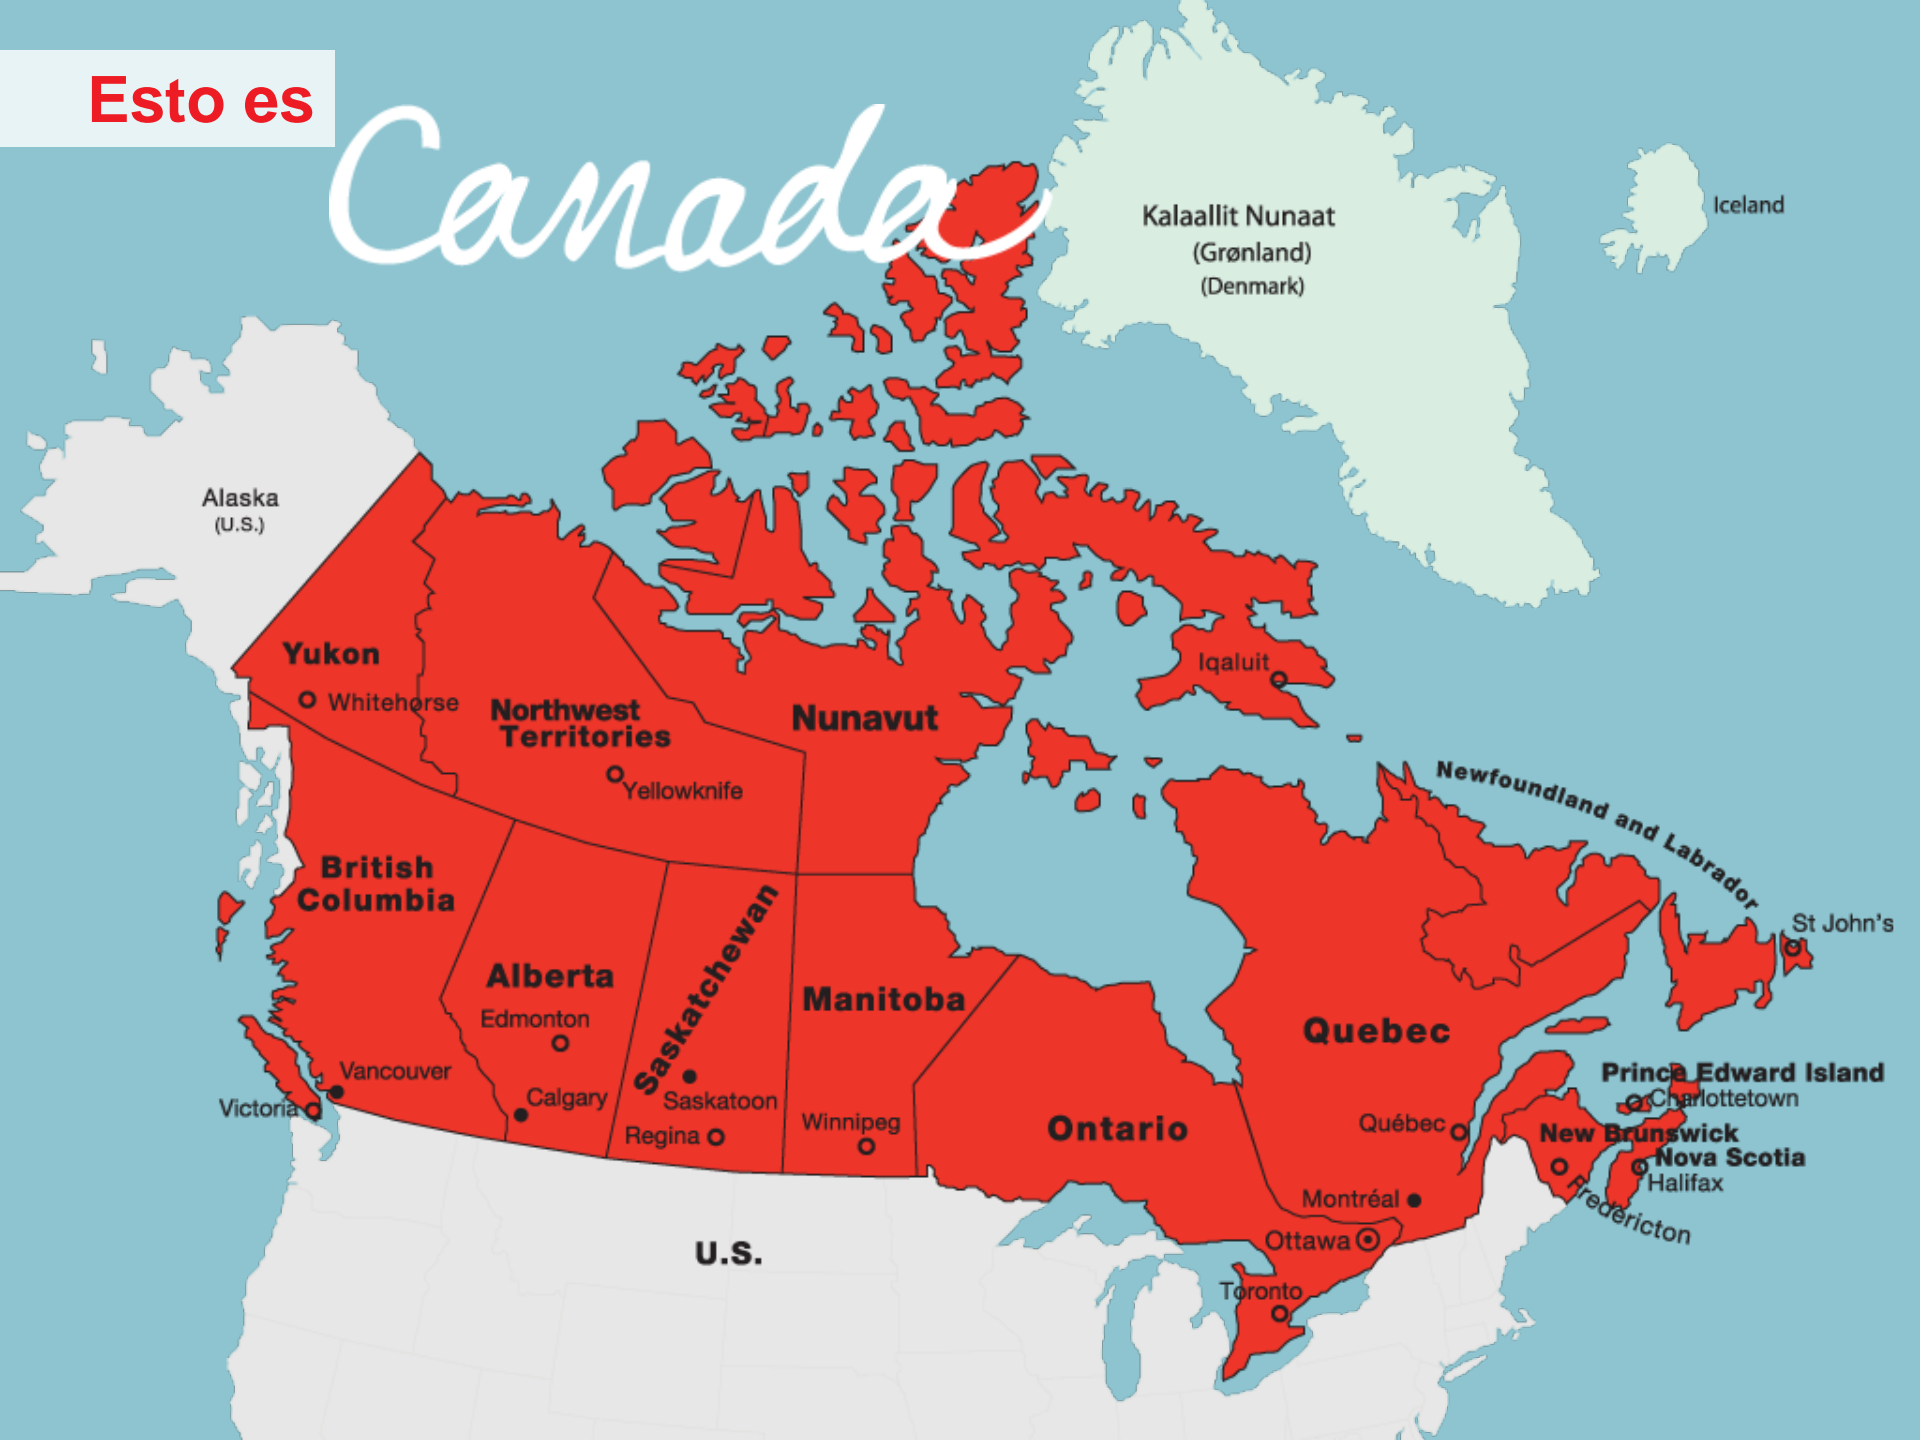 Esto es
Canada
Kalaallit Nunaat
(Grønland)
(Denmark)
Iceland
Alaska
(U.S.)
Yukon
Whitehorse
Northwest
Territories
Yellowknife
Nunavut
Iqaluit
Newfoundland and Labrador
St John's
British
Columbia
Alberta
Edmonton
Calgary
Vancouver
Victoria
Saskatchewan
Saskatoon
Regina
Manitoba
Winnipeg
Ontario
Quebec
Québec
Montréal
Ottawa
Toronto
Prince Edward Island
Charlottetown
New Brunswick
Nova Scotia
Halifax
Fredericton
U.S.